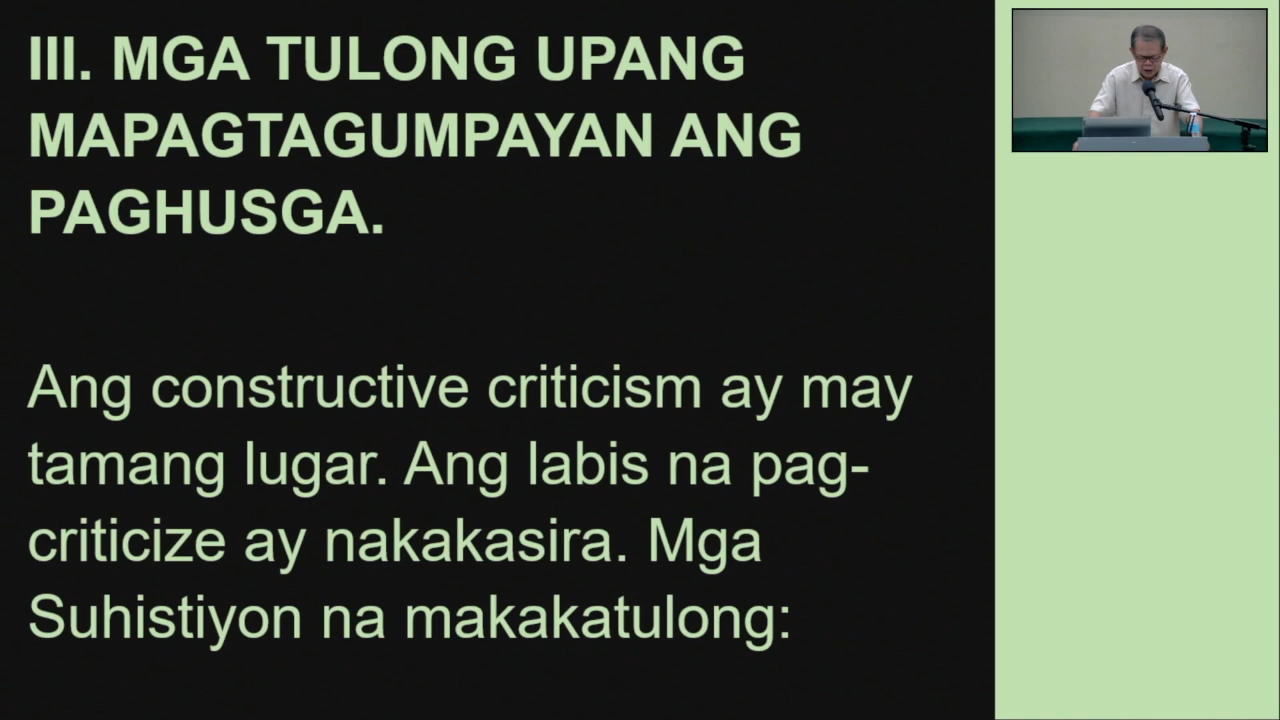 III. MGA TULONG UPANG
MAPAGTAGUMPAYAN ANG
PAGHUSGA.
Ang constructive criticism ay may
tamang lugar. Ang labis na pag-
criticize ay nakakasira. Mga
Suhistiyon na makakatulong: